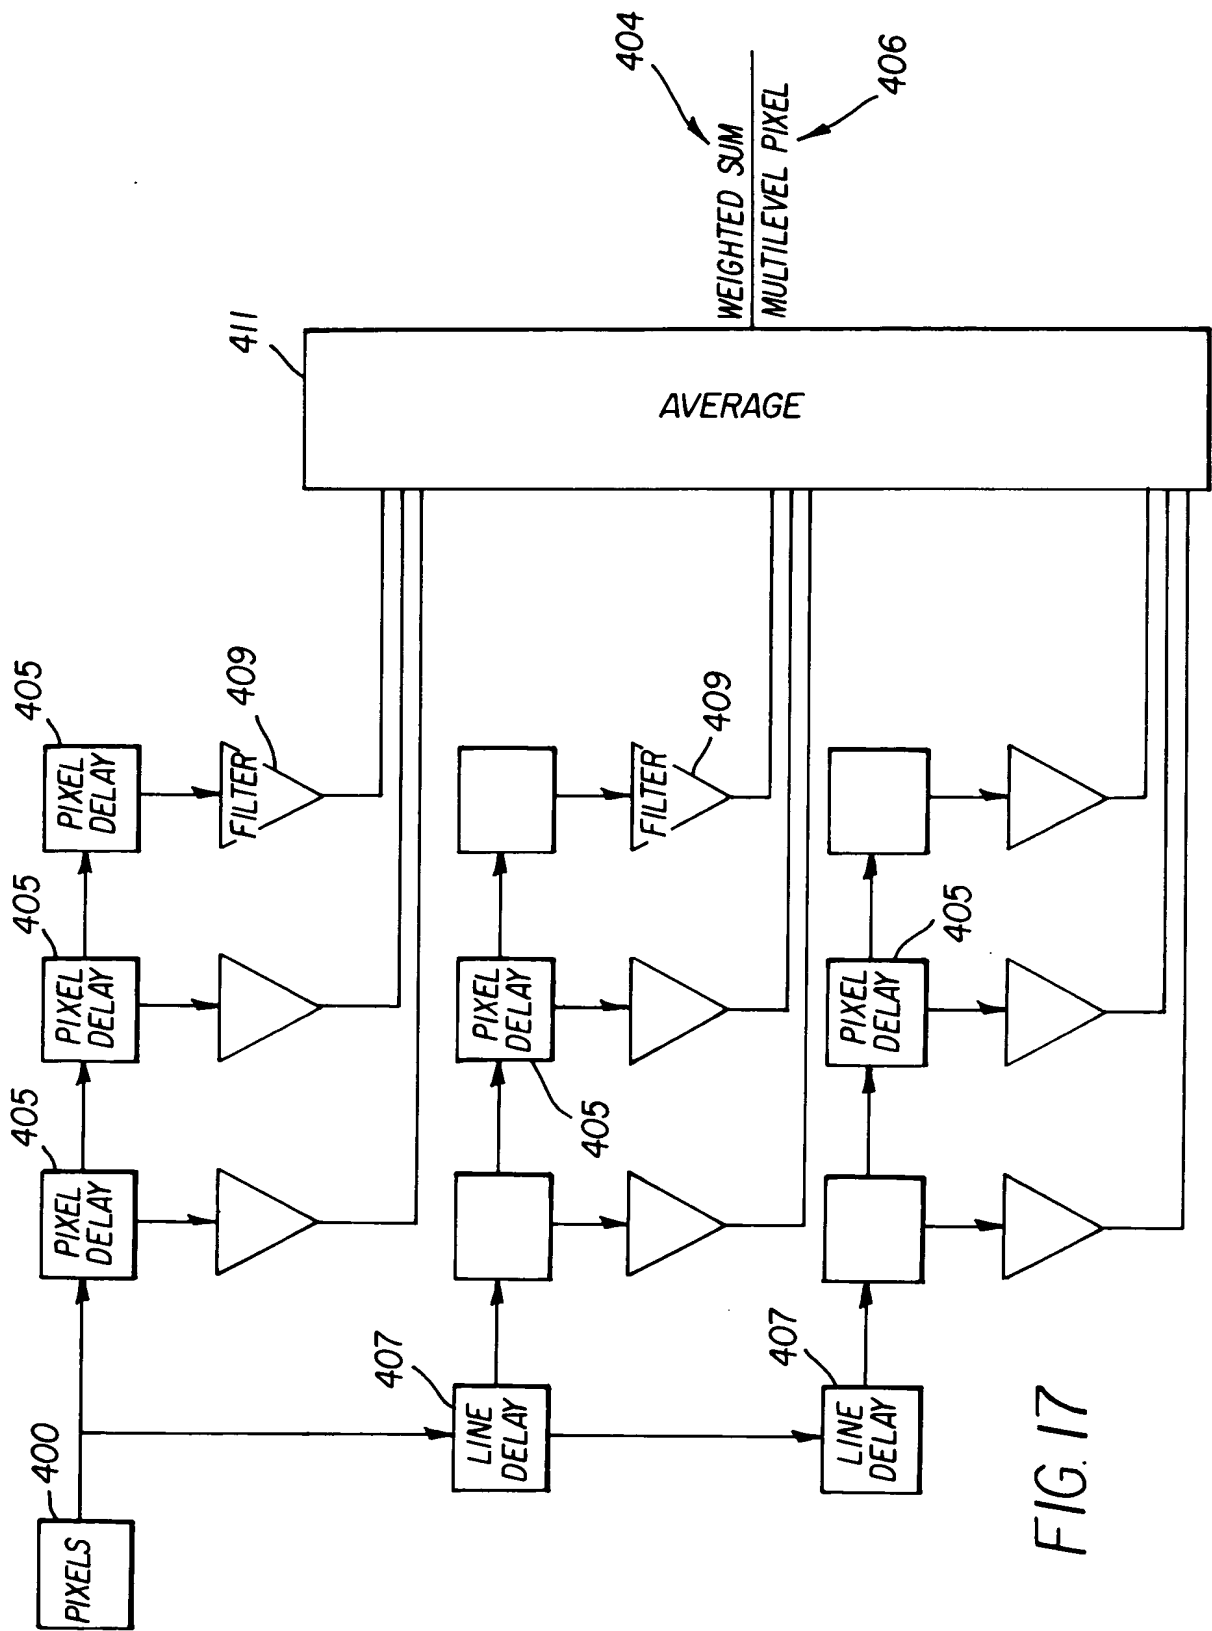 400
PIXELS
405
PIXEL
DELAY
405
PIXEL
DELAY
405
PIXEL
DELAY
FILTER
409
407
LINE
DELAY
PIXEL
DELAY
405
FILTER
409
407
LINE
DELAY
PIXEL
DELAY
405
411
AVERAGE
404
WEIGHTED SUM
MULTILEVEL PIXEL
406
FIG. 17